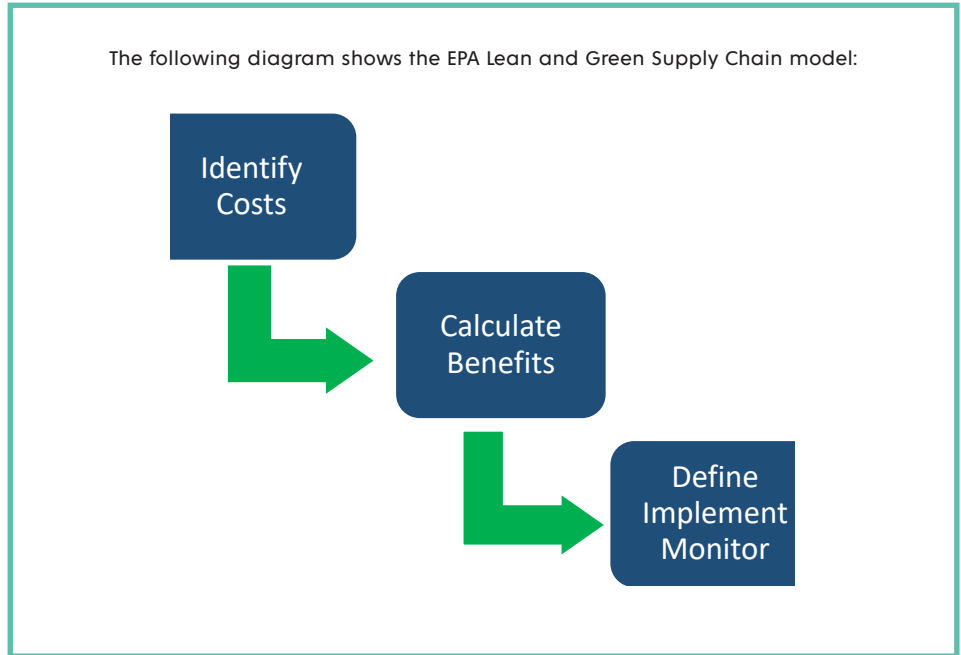 The following diagram shows the EPA Lean and Green Supply Chain model:
Identify
Costs
Calculate
Benefits
Define
Implement
Monitor